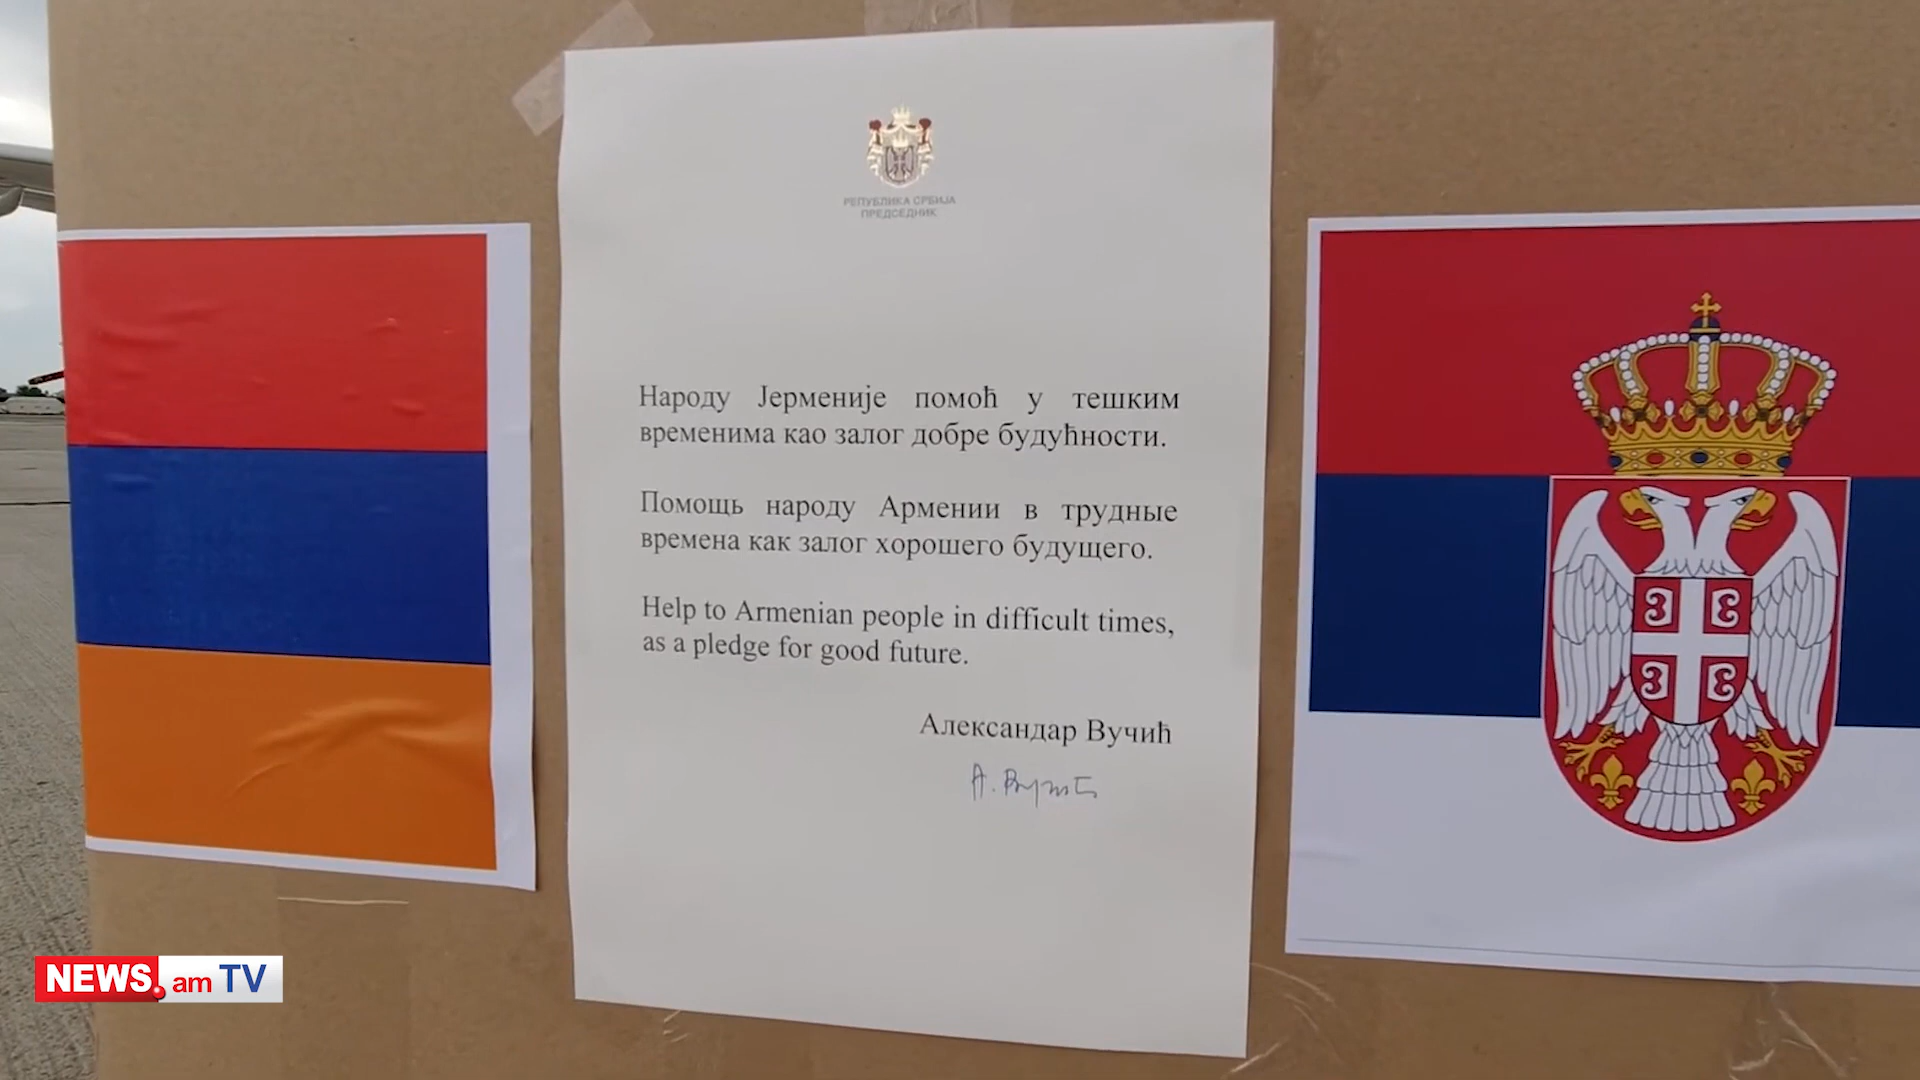 РЕПУБЛИКА СРБИЈА
ПРЕДСЕДНИК
Народу Јерменије помоћ у тешким
временима као залог добре будућности.
Помощь народу Армении в трудные
времена как залог хорошего будущего.
Help to Armenian people in difficult times,
as a pledge for good future.
Александар Вучић
А. Вучић
NEWS.am TV